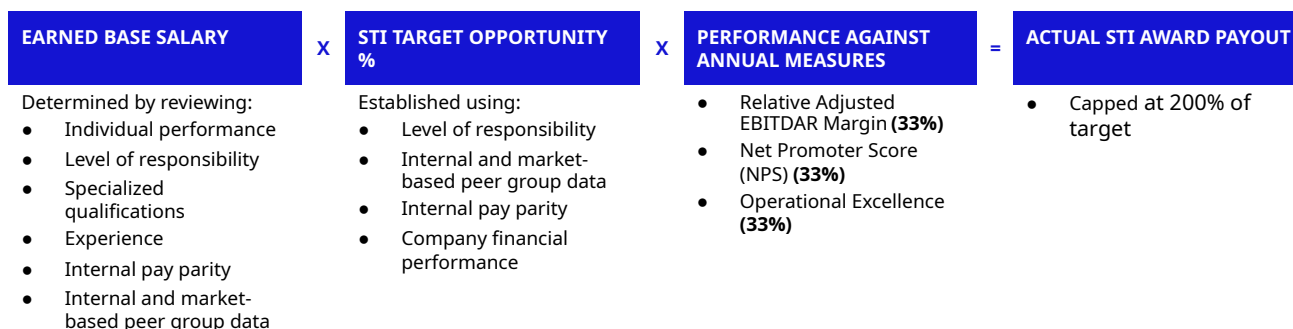 EARNED BASE SALARY
X
STI TARGET OPPORTUNITY
%
X
PERFORMANCE AGAINST
ANNUAL MEASURES
=
ACTUAL STI AWARD PAYOUT
Determined by reviewing:
● Individual performance
● Level of responsibility
● Specialized
qualifications
● Experience
● Internal pay parity
● Internal and market-
based peer group data
Established using:
● Level of responsibility
● Internal and market-
based peer group data
● Internal pay parity
● Company financial
performance
● Relative Adjusted
EBITDAR Margin (33%)
● Net Promoter Score
(NPS) (33%)
● Operational Excellence
(33%)
● Capped at 200% of
target